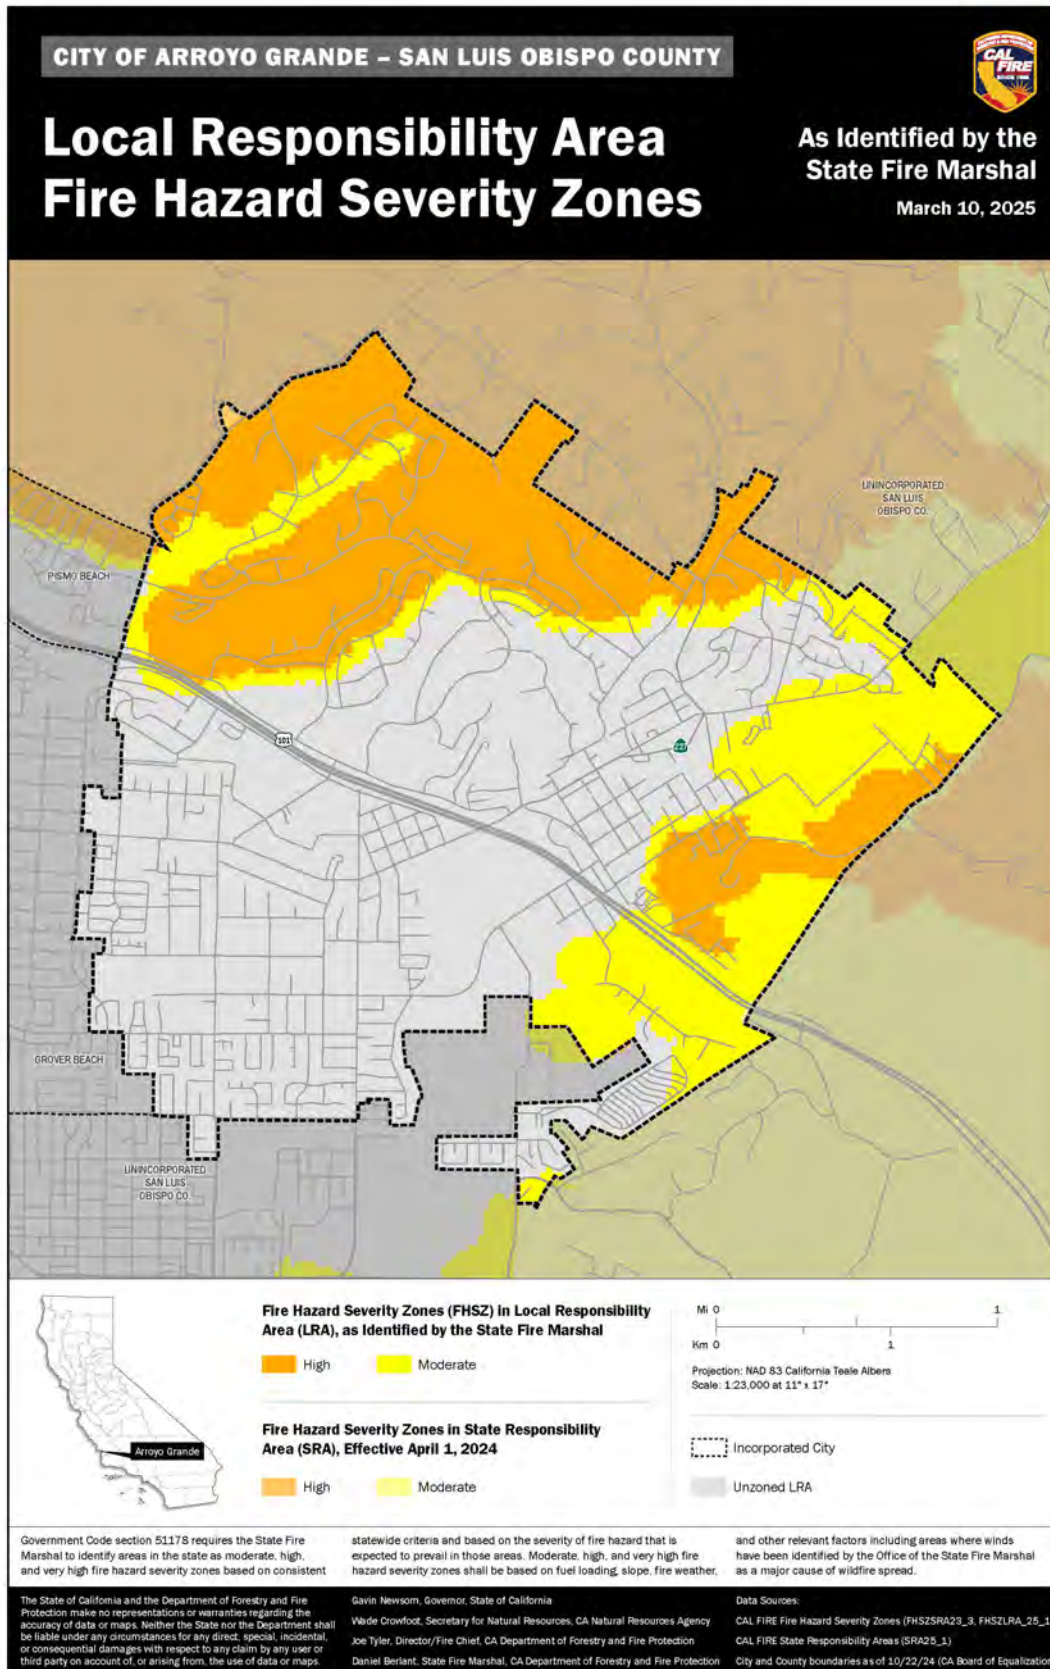 CITY OF ARROYO GRANDE – SAN LUIS OBISPO COUNTY
CAL
FIRE
Local Responsibility Area
Fire Hazard Severity Zones
As Identified by the
State Fire Marshal
March 10, 2025
UNINCORPORATED
SAN LUIS
OBISPO CO.
PISMO BEACH
101
227
GROVER BEACH
UNINCORPORATED
SAN LUIS
OBISPO CO.
Arroyo Grande
Fire Hazard Severity Zones (FHSZ) in Local Responsibility
Area (LRA), as Identified by the State Fire Marshal
High Moderate
Fire Hazard Severity Zones in State Responsibility
Area (SRA), Effective April 1, 2024
High Moderate
Mi 0 1
Km 0 1
Projection: NAD 83 California Teale Albers
Scale: 1:23,000 at 11" x 17"
Incorporated City
Unzoned LRA
Government Code section 51178 requires the State Fire
Marshal to identify areas in the state as moderate, high,
and very high fire hazard severity zones based on consistent
statewide criteria and based on the severity of fire hazard that is
expected to prevail in those areas. Moderate, high, and very high fire
hazard severity zones shall be based on fuel loading, slope, fire weather,
and other relevant factors including areas where winds
have been identified by the Office of the State Fire Marshal
as a major cause of wildfire spread.
The State of California and the Department of Forestry and Fire
Protection make no representations or warranties regarding the
accuracy of data or maps. Neither the State nor the Department shall
be liable under any circumstances for any direct, special, incidental,
or consequential damages with respect to any claim by any user or
third party on account of, or arising from, the use of data or maps.
Gavin Newsom, Governor, State of California
Wade Crowfoot, Secretary for Natural Resources, CA Natural Resources Agency
Joe Tyler, Director/Fire Chief, CA Department of Forestry and Fire Protection
Daniel Berlant, State Fire Marshal, CA Department of Forestry and Fire Protection
Data Sources:
CAL FIRE Fire Hazard Severity Zones (FHSZSRA23_3, FHSZLRA_25_1
CAL FIRE State Responsibility Areas (SRA25_1)
City and County boundaries as of 10/22/24 (CA Board of Equalization